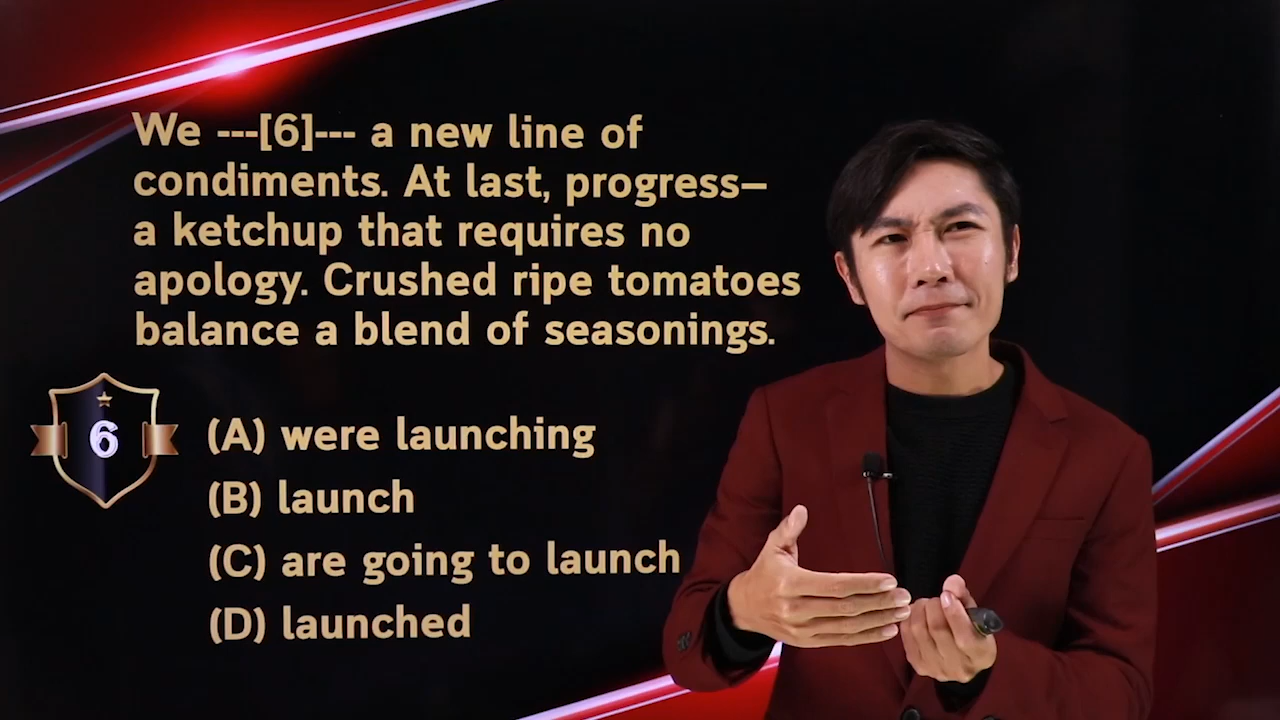 We ---[6]--- a new line of
condiments. At last, progress—
a ketchup that requires no
apology. Crushed ripe tomatoes
balance a blend of seasonings.
6
(A) were launching
(B) launch
(C) are going to launch
(D) launched